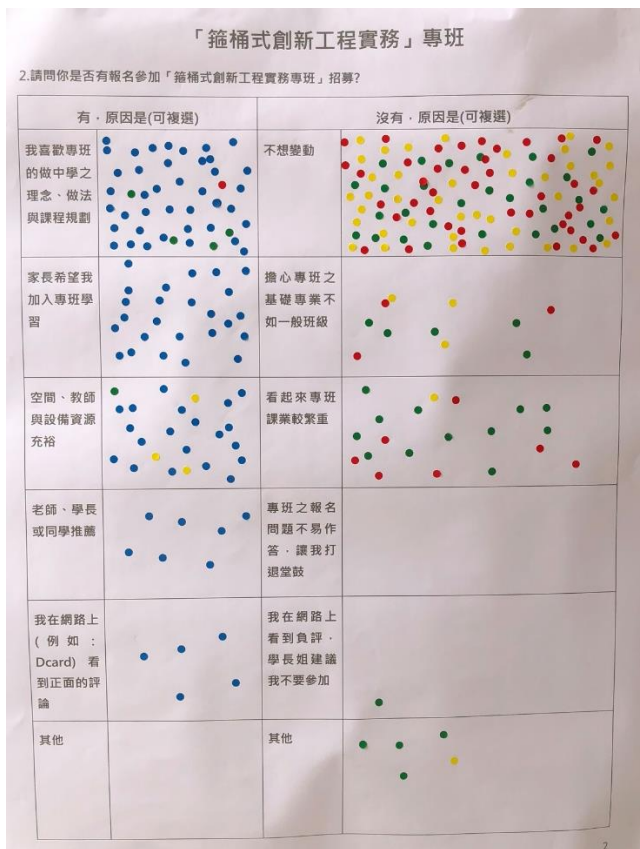 「箍桶式創新工程實務」專班
2.請問你是否有報名參加「箍桶式創新工程實務專班」招募?
有，原因是(可複選)
沒有，原因是(可複選)
我喜歡專班
的做中學之
理念、做法
與課程規劃
不想變動
家長希望我
加入專班學
習
擔心專班之
基礎專業不
如一般班級
空間、教師
與設備資源
充裕
看起來專班
課業較繁重
老師、學長
或同學推薦
專班之報名
問題不易作
答，讓我打
退堂鼓
我在網路上
(例如：
Dcard) 看
到正面的評
論
我在網路上
看到負評，
學長姐建議
我不要參加
其他
其他
2